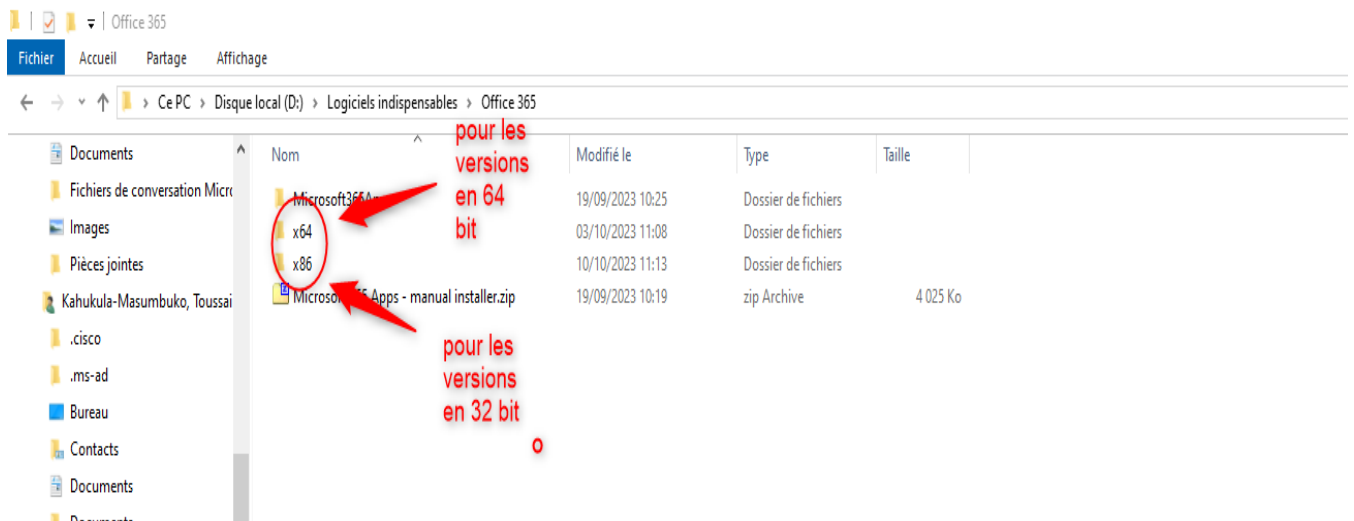 Office 365
Fichier Accueil Partage Affichage
Ce PC > Disque local (D:) > Logiciels indispensables > Office 365
Documents
Fichiers de conversation Micro
Images
Pièces jointes
Kahukula-Masumbuko, Toussai
.cisco
.ms-ad
Bureau
Contacts
Documents
Documents
Nom Modifié le Type Taille
19/09/2023 10:25 Dossier de fichiers
x64 03/10/2023 11:08 Dossier de fichiers
x86 10/10/2023 11:13 Dossier de fichiers
Apps - manual installer.zip 19/09/2023 10:19 zip Archive 4 025 Ko
pour les
versions
en 64
bit
pour les
versions
en 32 bit